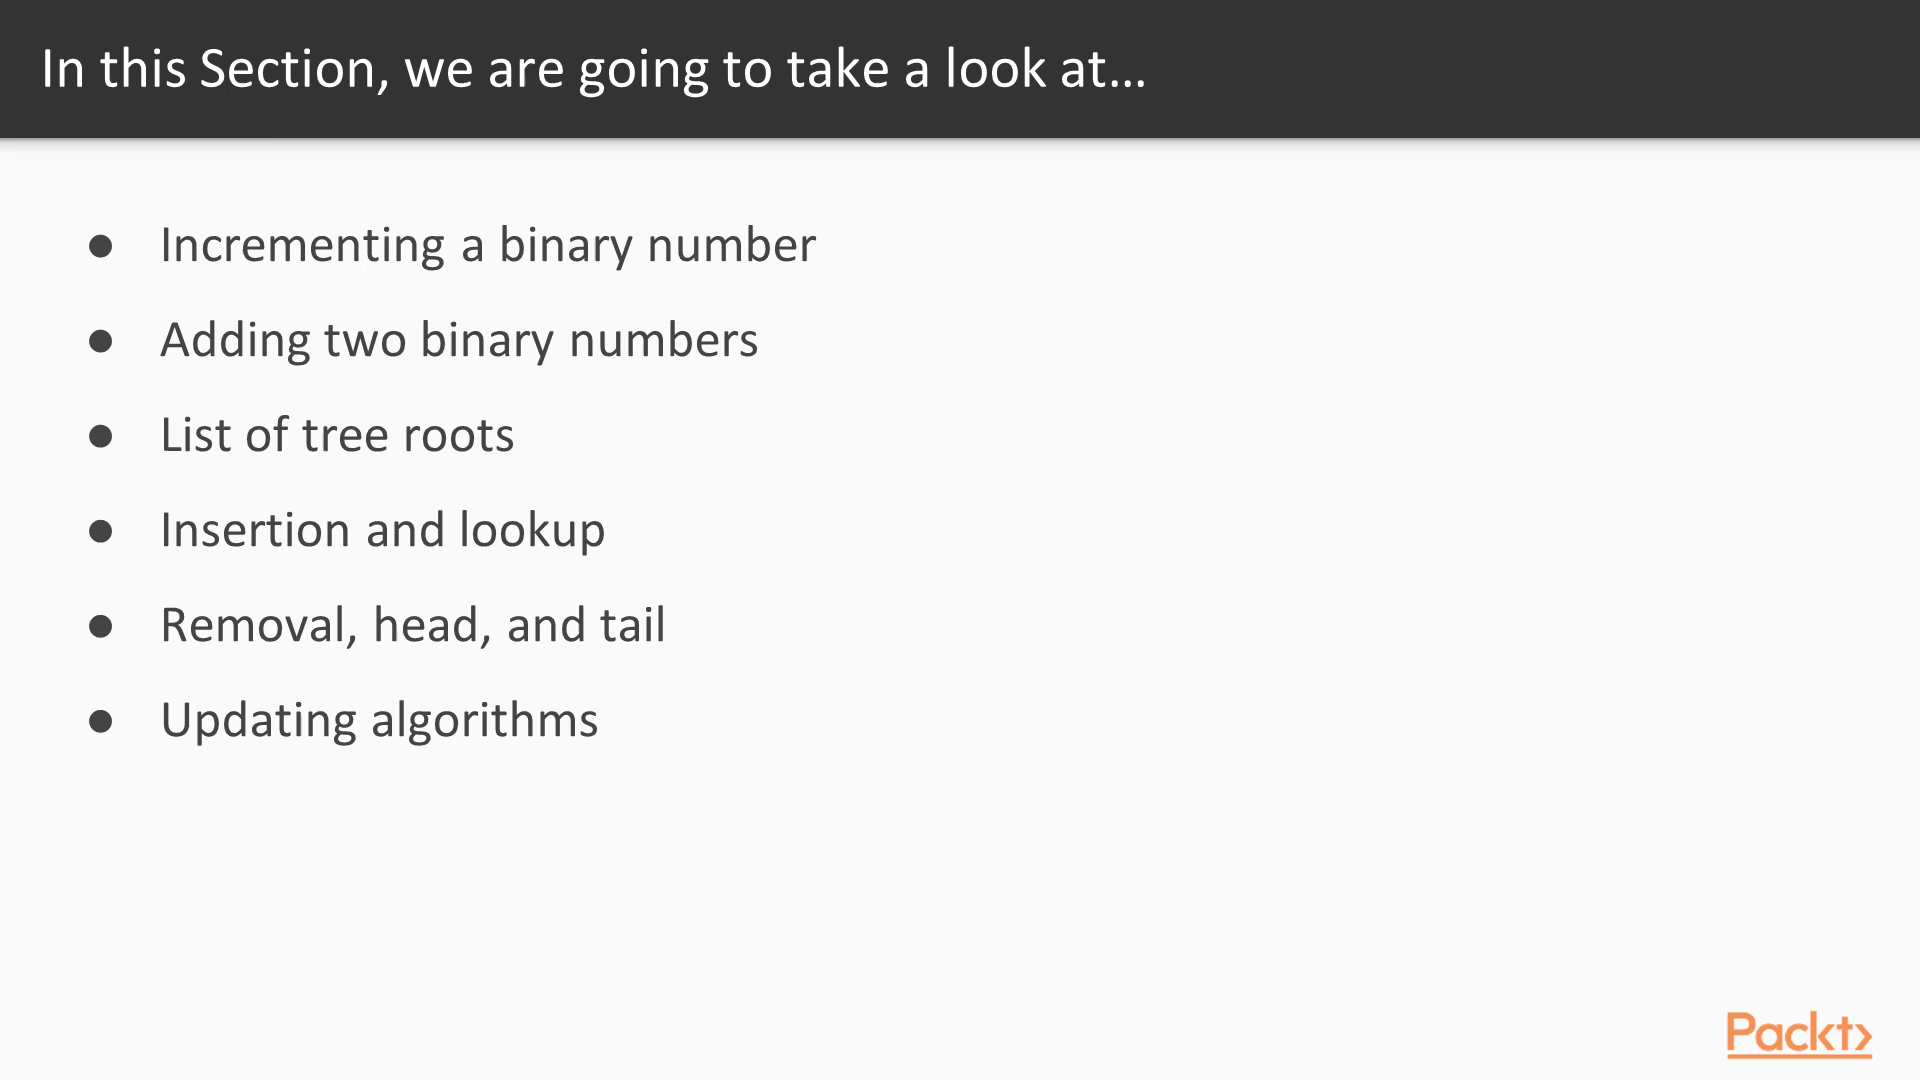 In this Section, we are going to take a look at…
● Incrementing a binary number
● Adding two binary numbers
● List of tree roots
● Insertion and lookup
● Removal, head, and tail
● Updating algorithms
Packt>